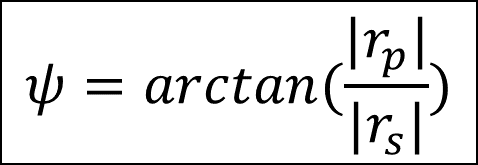 ψ = arctan(|r_p|/|r_s|)